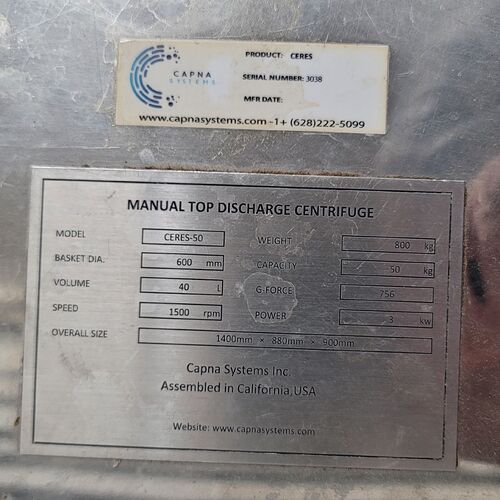 CAPNA
SYSTEMS
PRODUCT: CERES
SERIAL NUMBER: 3038
MFR DATE:
www.capnasystems.com -1+ (628)222-5099
MANUAL TOP DISCHARGE CENTRIFUGE
MODEL CERES-50 WEIGHT 800 kg
BASKET DIA. 600 mm CAPACITY 50 kg
VOLUME 40 L G-FORCE 756
SPEED 1500 rpm POWER 3 kw
OVERALL SIZE 1400mm × 880mm × 900mm
Capna Systems Inc.
Assembled in California,USA
Website: www.capnasystems.com